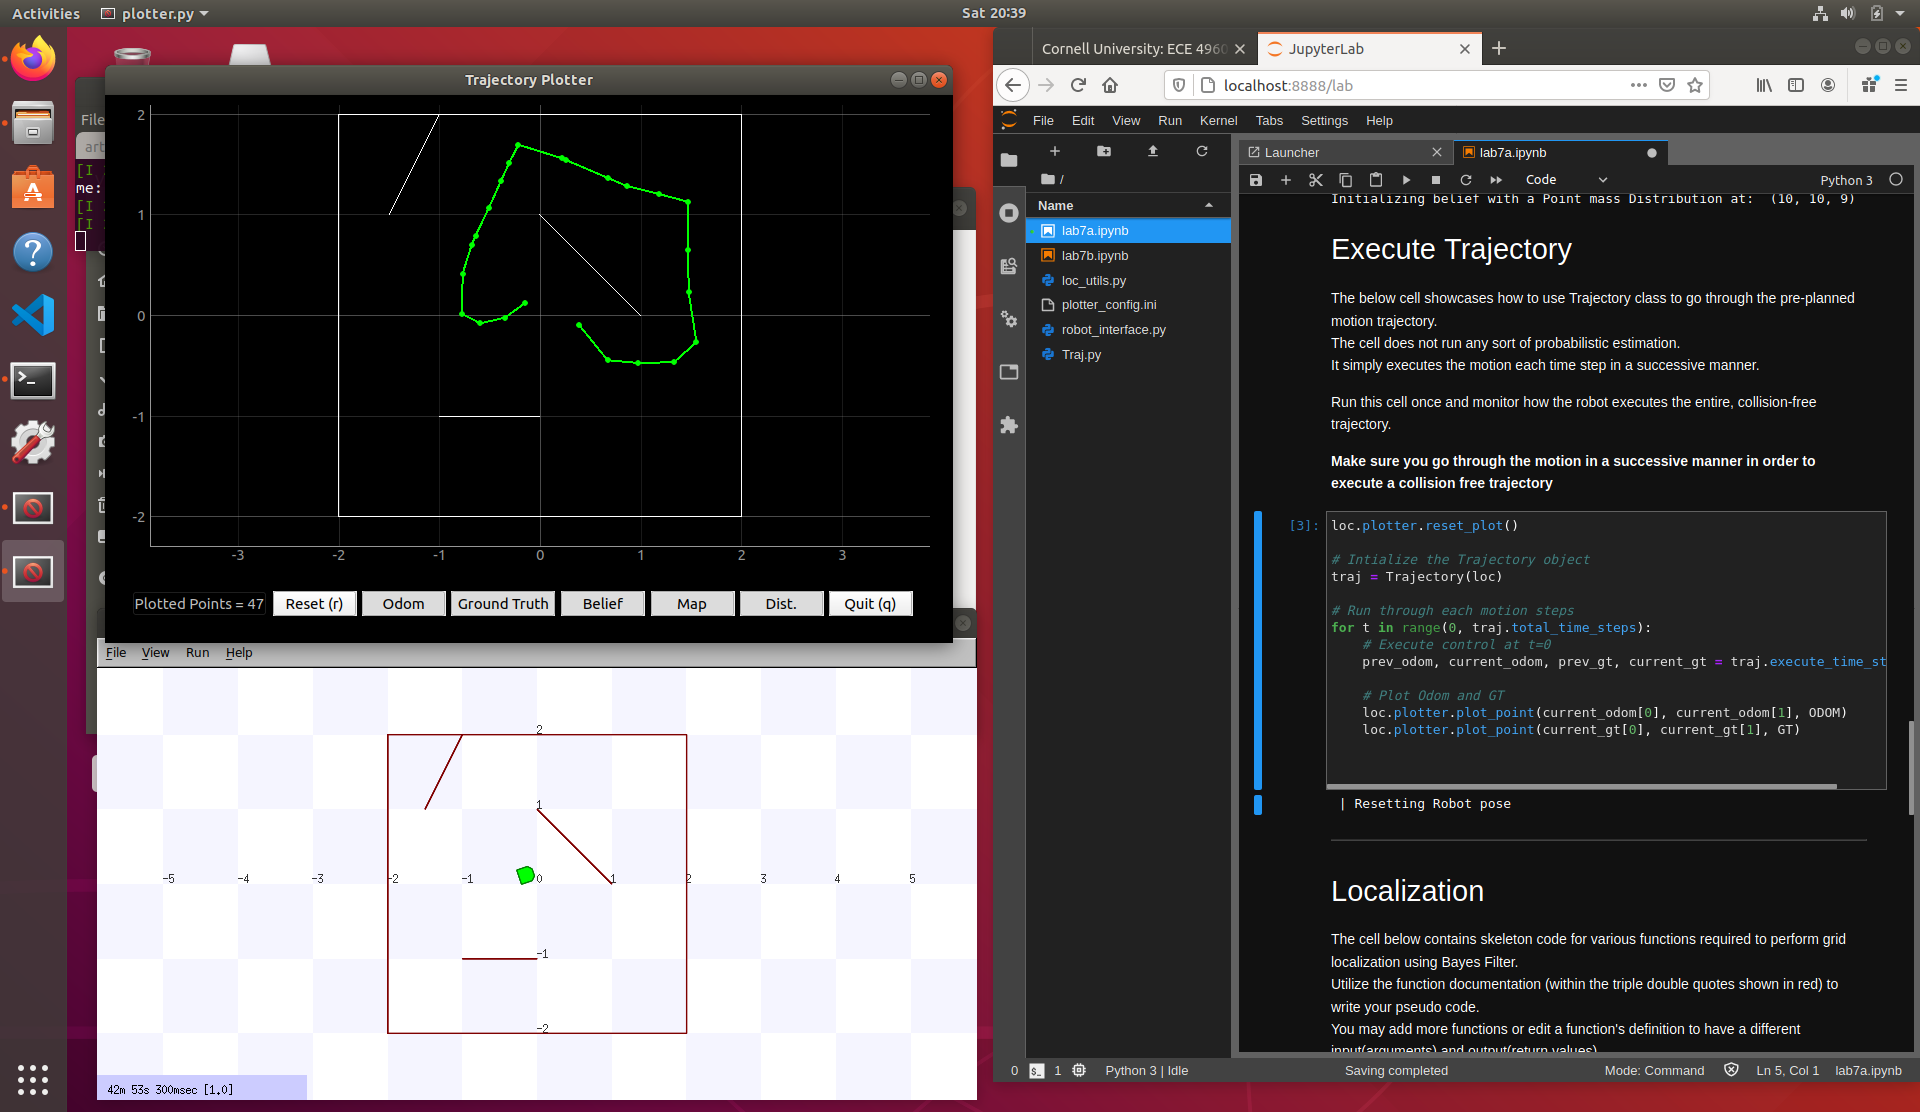 Activities
plotter.py
Sat 20:39
Trajectory Plotter
File
art
[I
me:
[I
[I
2
1
0
-1
-2
-3
-2
-1
0
1
2
3
Plotted Points = 47
Reset (r)
Odom
Ground Truth
Belief
Map
Dist.
Quit (q)
File
View
Run
Help
2
1
-5
-4
-3
-2
-1
0
1
2
3
4
5
-1
-2
42m 53s 300msec [1.0]
Cornell University: ECE 4960
JupyterLab
localhost:8888/lab
File
Edit
View
Run
Kernel
Tabs
Settings
Help
/
Name
lab7a.ipynb
lab7b.ipynb
loc_utils.py
plotter_config.ini
robot_interface.py
Traj.py
Launcher
lab7a.ipynb
Code
Python 3
Initializing belief with a Point mass Distribution at:  (10, 10, 9)
Execute Trajectory
The below cell showcases how to use Trajectory class to go through the pre-planned
motion trajectory.
The cell does not run any sort of probabilistic estimation.
It simply executes the motion each time step in a successive manner.
Run this cell once and monitor how the robot executes the entire, collision-free
trajectory.
Make sure you go through the motion in a successive manner in order to
execute a collision free trajectory
[3]:
loc.plotter.reset_plot()
# Intialize the Trajectory object
traj = Trajectory(loc)
# Run through each motion steps
for t in range(0, traj.total_time_steps):
    # Execute control at t=0
    prev_odom, current_odom, prev_gt, current_gt = traj.execute_time_st
    # Plot Odom and GT
    loc.plotter.plot_point(current_odom[0], current_odom[1], ODOM)
    loc.plotter.plot_point(current_gt[0], current_gt[1], GT)
| Resetting Robot pose
Localization
The cell below contains skeleton code for various functions required to perform grid
localization using Bayes Filter.
Utilize the function documentation (within the triple double quotes shown in red) to
write your pseudo code.
You may add more functions or edit a function's definition to have a different
input(arguments) and output(return values)
0
1
Python 3 | Idle
Saving completed
Mode: Command
Ln 5, Col 1
lab7a.ipynb